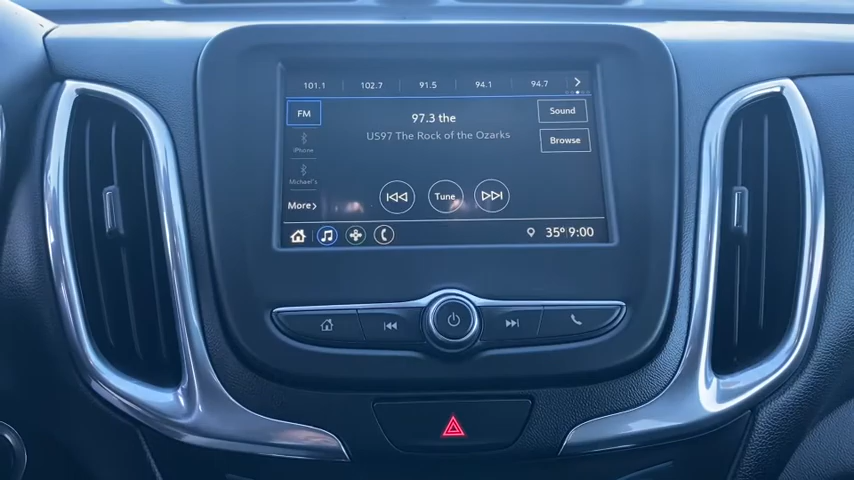 101.1 102.7 91.5 94.1 94.7
FM
97.3 the
Sound
US97 The Rock of the Ozarks
Browse
iPhone
Michael's
Tune
More
35° 9:00